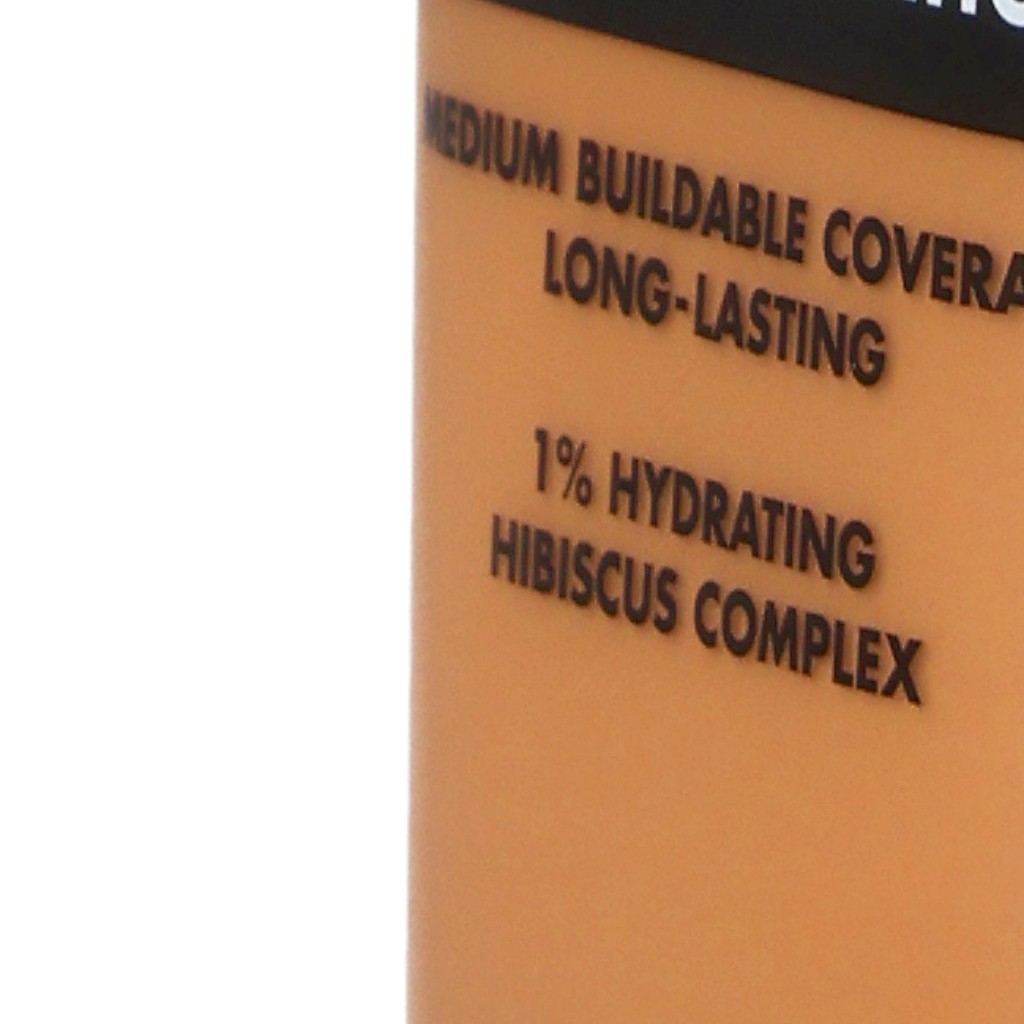 MEDIUM BUILDABLE COVERA
LONG-LASTING
1% HYDRATING
HIBISCUS COMPLEX